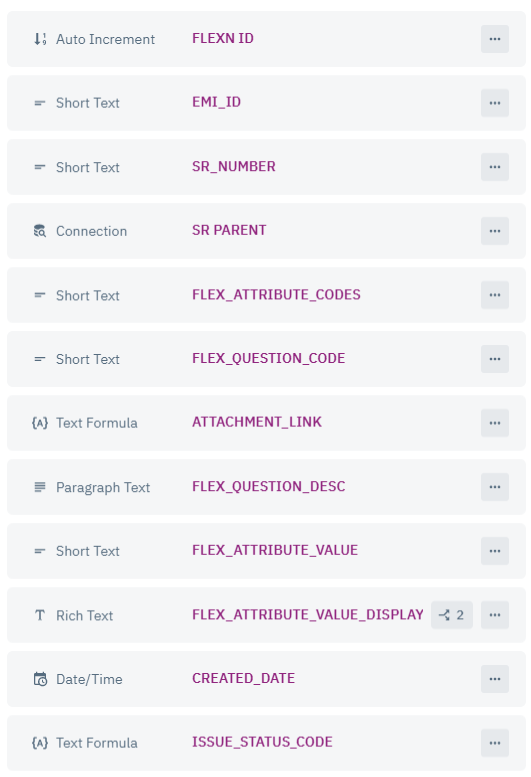 Auto Increment FLEXN ID
Short Text EMI_ID
Short Text SR_NUMBER
Connection SR PARENT
Short Text FLEX_ATTRIBUTE_CODES
Short Text FLEX_QUESTION_CODE
Text Formula ATTACHMENT_LINK
Paragraph Text FLEX_QUESTION_DESC
Short Text FLEX_ATTRIBUTE_VALUE
Rich Text FLEX_ATTRIBUTE_VALUE_DISPLAY 2
Date/Time CREATED_DATE
Text Formula ISSUE_STATUS_CODE